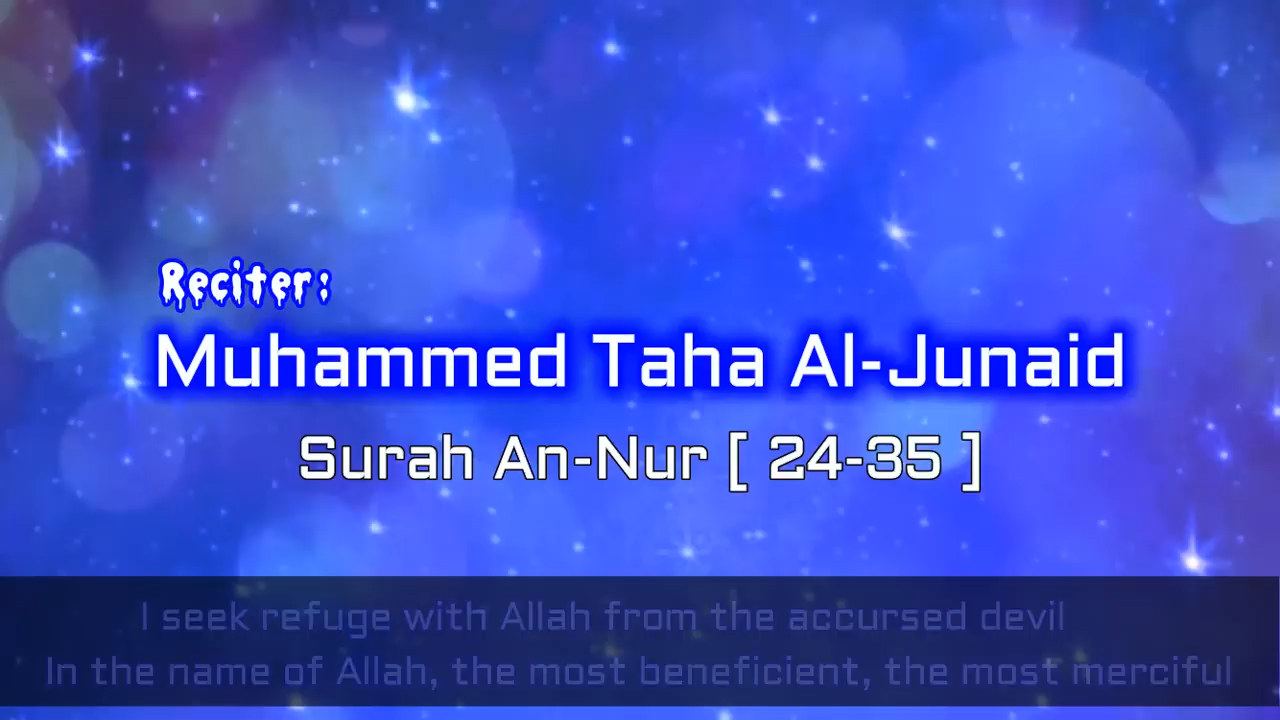 Reciter:
Muhammed Taha Al-Junaid
Surah An-Nur [ 24-35 ]
I seek refuge with Allah from the accursed devil
In the name of Allah, the most beneficient, the most merciful